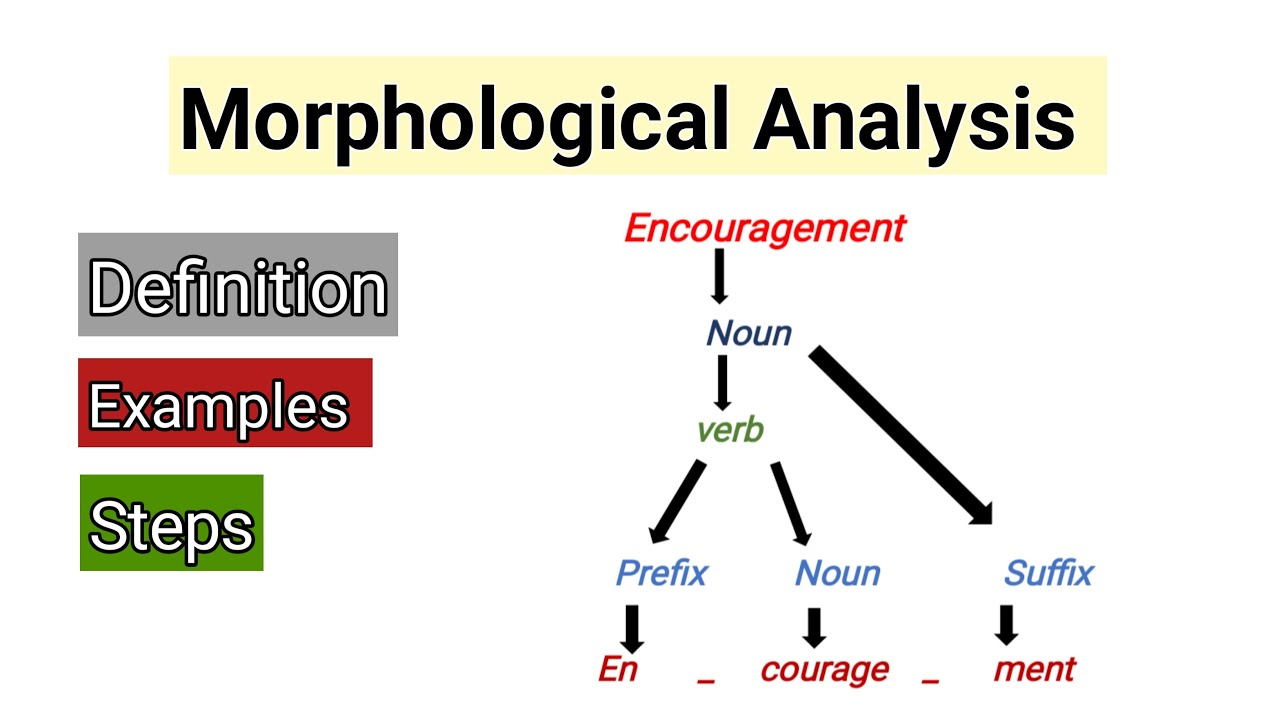 Morphological Analysis
Definition
Examples
Steps
Encouragement
Noun
verb
Prefix Noun Suffix
En _ courage _ ment